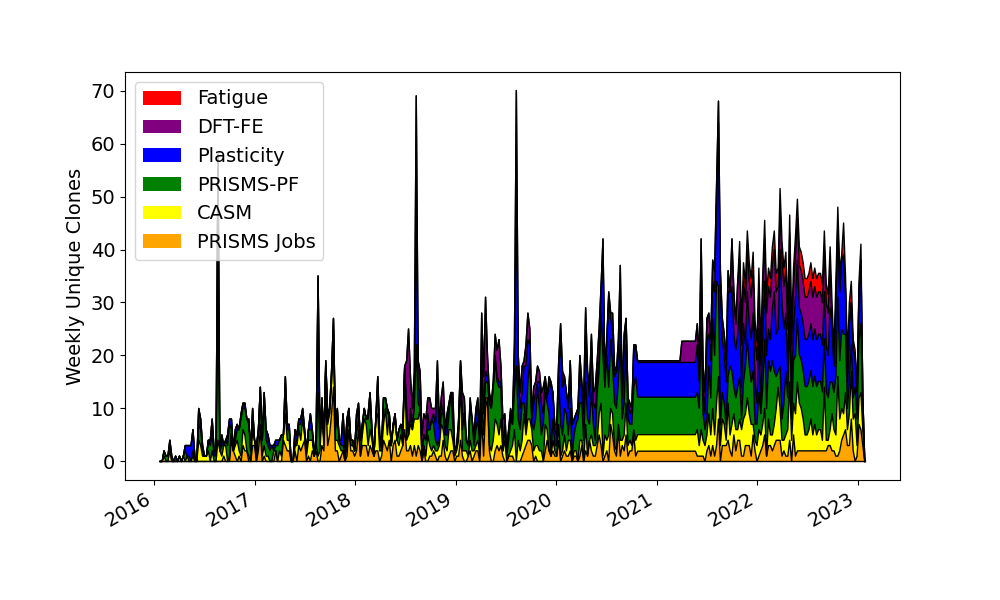 Weekly Unique Clones
70
60
50
40
30
20
10
0
Fatigue
DFT-FE
Plasticity
PRISMS-PF
CASM
PRISMS Jobs
2016
2017
2018
2019
2020
2021
2022
2023